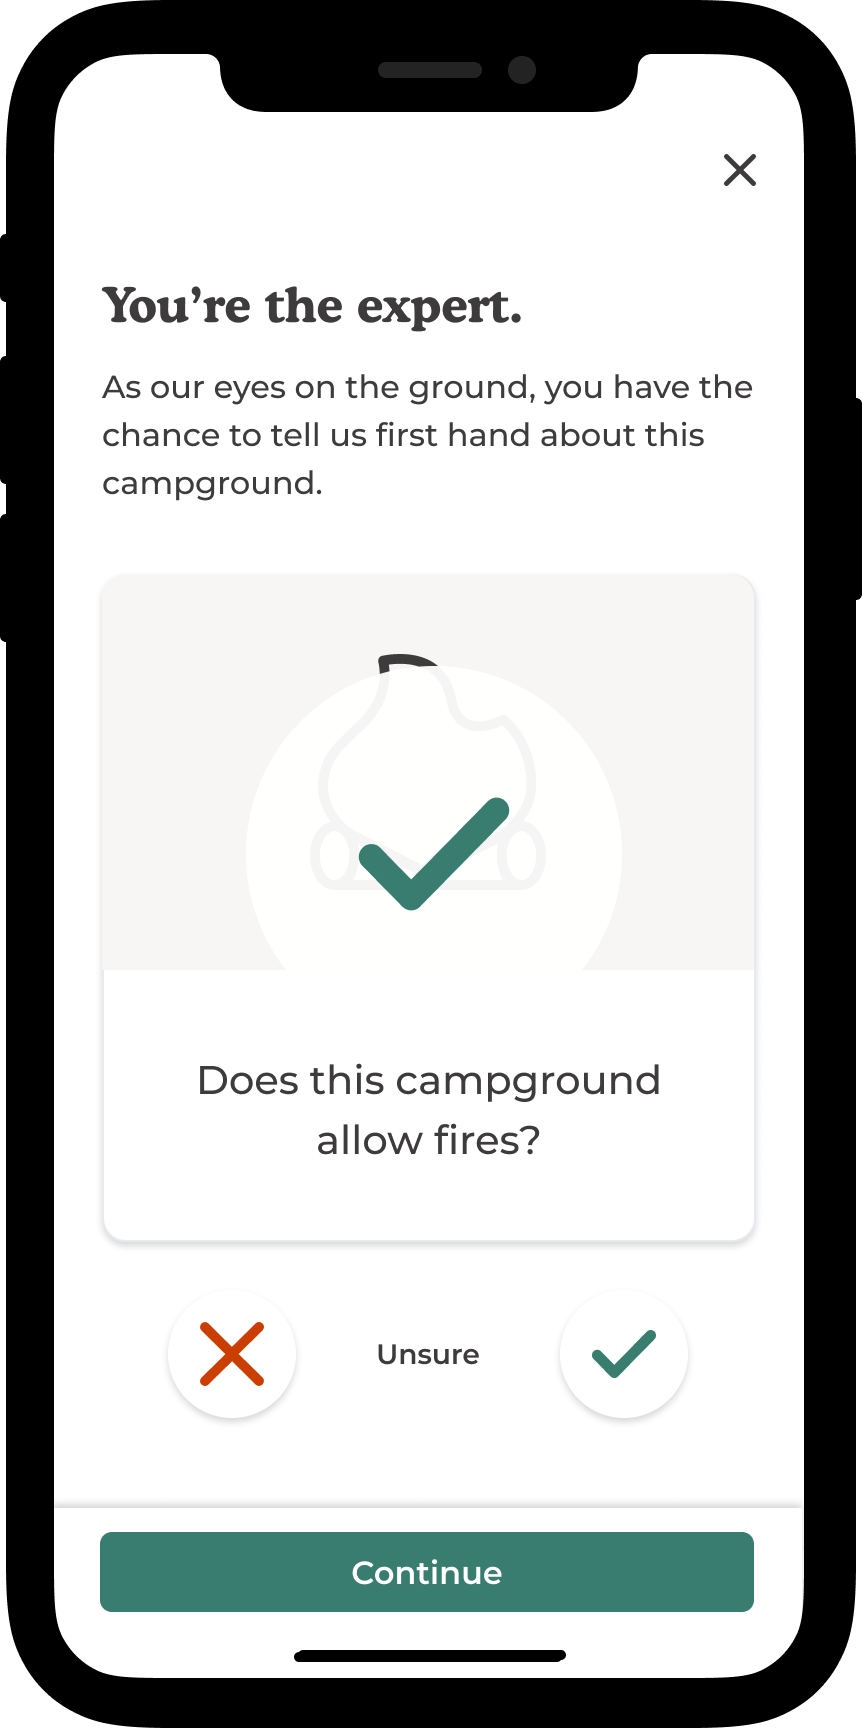 You’re the expert.
As our eyes on the ground, you have the
chance to tell us first hand about this
campground.
Does this campground
allow fires?
Unsure
Continue